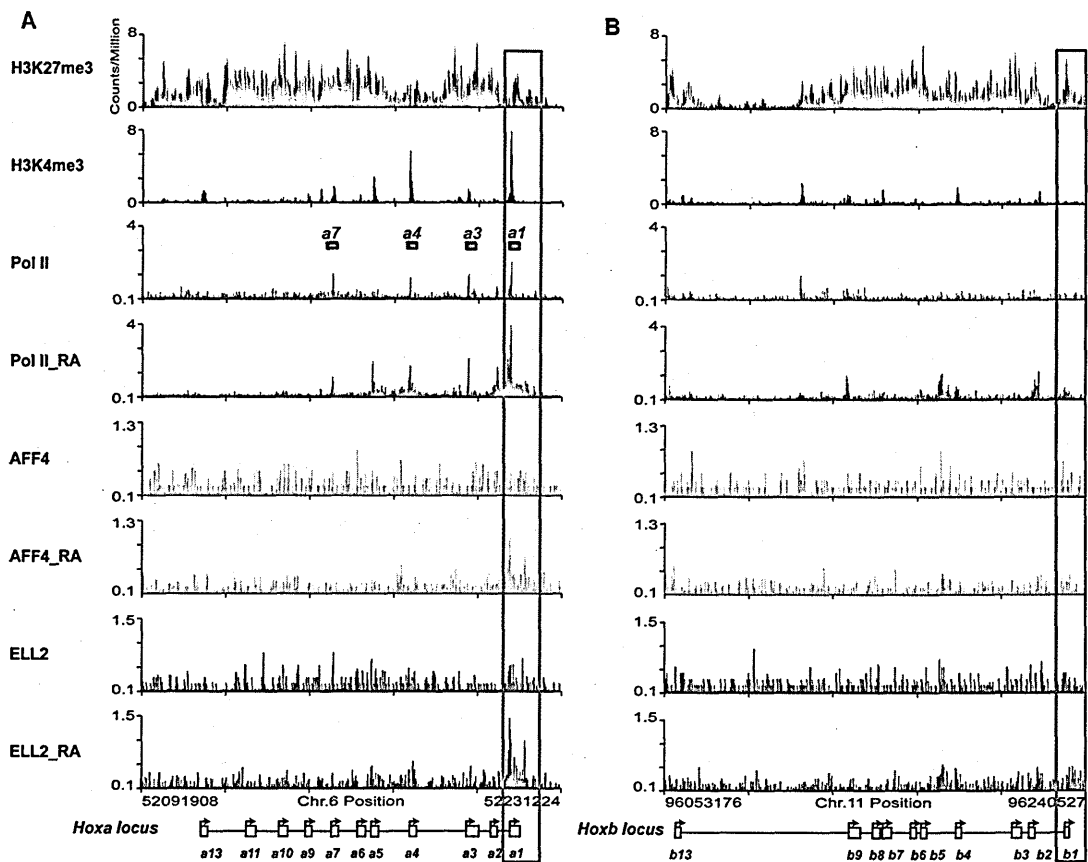 A
B
Counts/Million
H3K27me3
8
0
8
0
H3K4me3
8
0
8
0
a7
a4
a3
a1
Pol II
4
0.1
4
0.1
Pol II_RA
4
0.1
4
0.1
AFF4
1.3
0.1
1.3
0.1
AFF4_RA
1.3
0.1
1.3
0.1
ELL2
1.5
0.1
1.5
0.1
ELL2_RA
1.5
0.1
1.5
0.1
52091908 Chr.6 Position 52231224
96053176 Chr.11 Position 96240527
Hoxa locus
a13 a11 a10 a9 a7 a6 a5 a4 a3 a2 a1
Hoxb locus
b13 b9 b8 b7 b6 b5 b4 b3 b2 b1